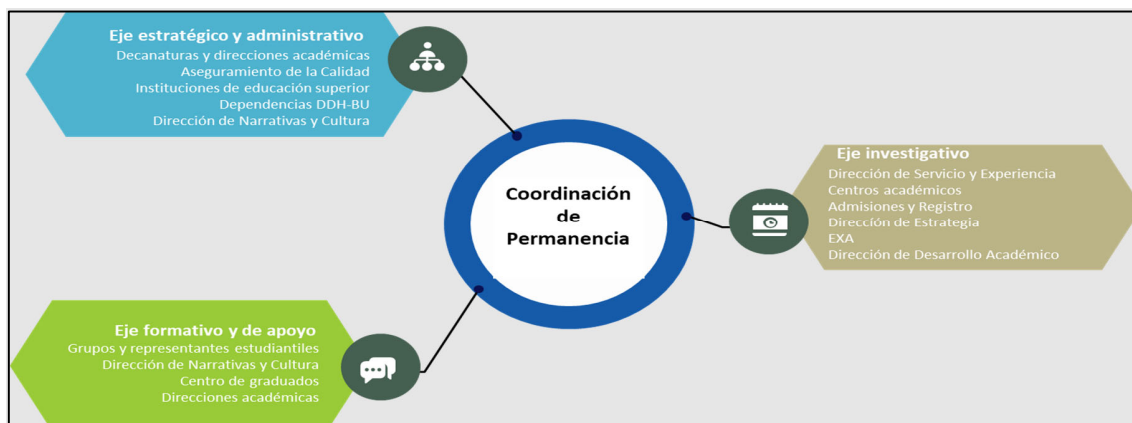 Eje estratégico y administrativo
Decanaturas y direcciones académicas
Aseguramiento de la Calidad
Instituciones de educación superior
Dependencias DDH-BU
Dirección de Narrativas y Cultura
Coordinación
de
Permanencia
Eje investigativo
Dirección de Servicio y Experiencia
Centros académicos
Admisiones y Registro
Dirección de Estrategia
EXA
Dirección de Desarrollo Académico
Eje formativo y de apoyo
Grupos y representantes estudiantiles
Dirección de Narrativas y Cultura
Centro de graduados
Direcciones académicas